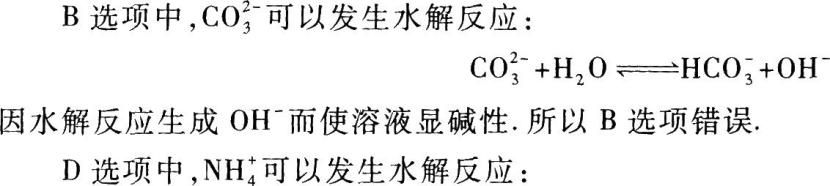 B 选项中,CO₃²⁻可以发生水解反应:
CO₃²⁻+H₂O⇌HCO₃⁻+OH⁻
因水解反应生成 OH⁻而使溶液显碱性.所以 B 选项错误.
D 选项中,NH₄⁺可以发生水解反应: